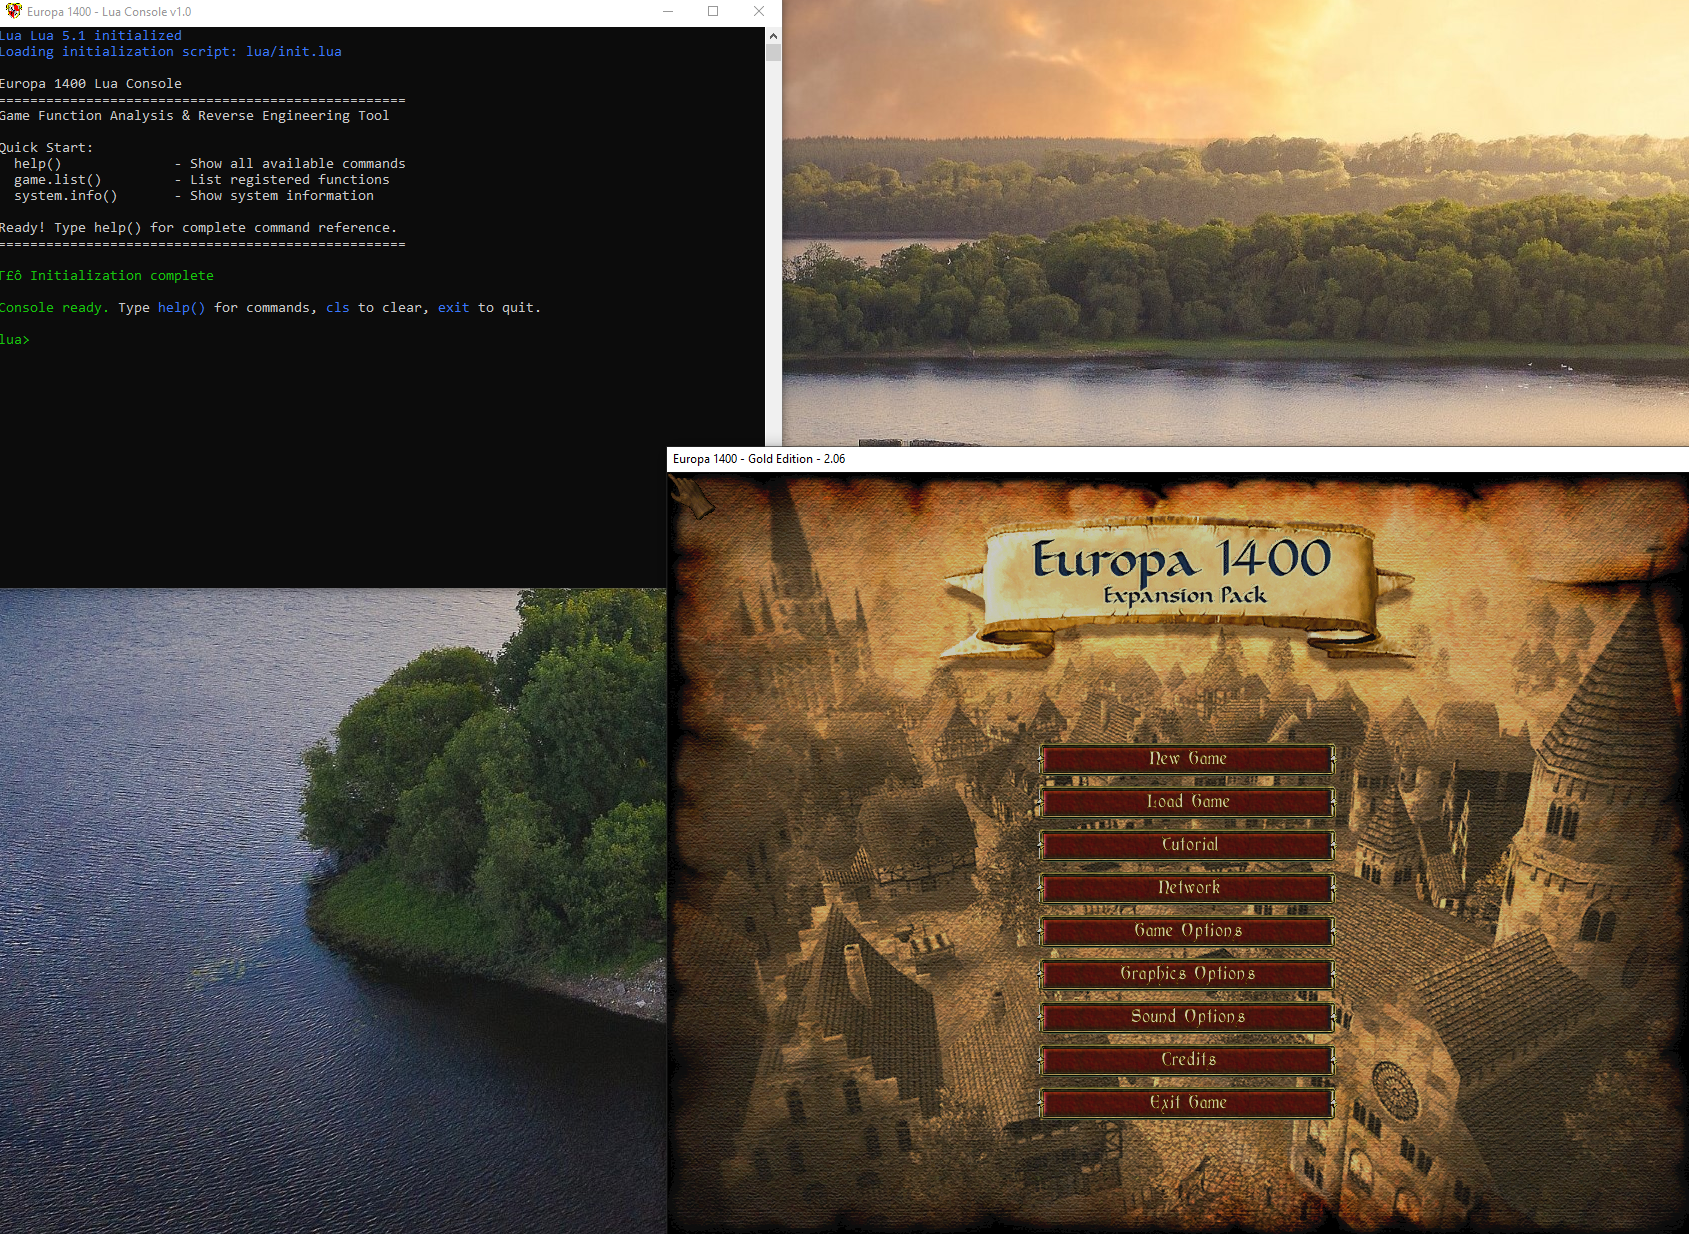 Europa 1400 - Lua Console v1.0
Lua Lua 5.1 initialized
Loading initialization script: lua/init.lua
Europa 1400 Lua Console
===================================================
Game Function Analysis & Reverse Engineering Tool
Quick Start:
help() - Show all available commands
game.list() - List registered functions
system.info() - Show system information
Ready! Type help() for complete command reference.
===================================================
Γ£ô Initialization complete
Console ready. Type help() for commands, cls to clear, exit to quit.
lua>
Europa 1400 - Gold Edition - 2.06
Europa 1400
Expansion Pack
New Game
Load Game
Tutorial
Network
Game Options
Graphics Options
Sound Options
Credits
Exit Game